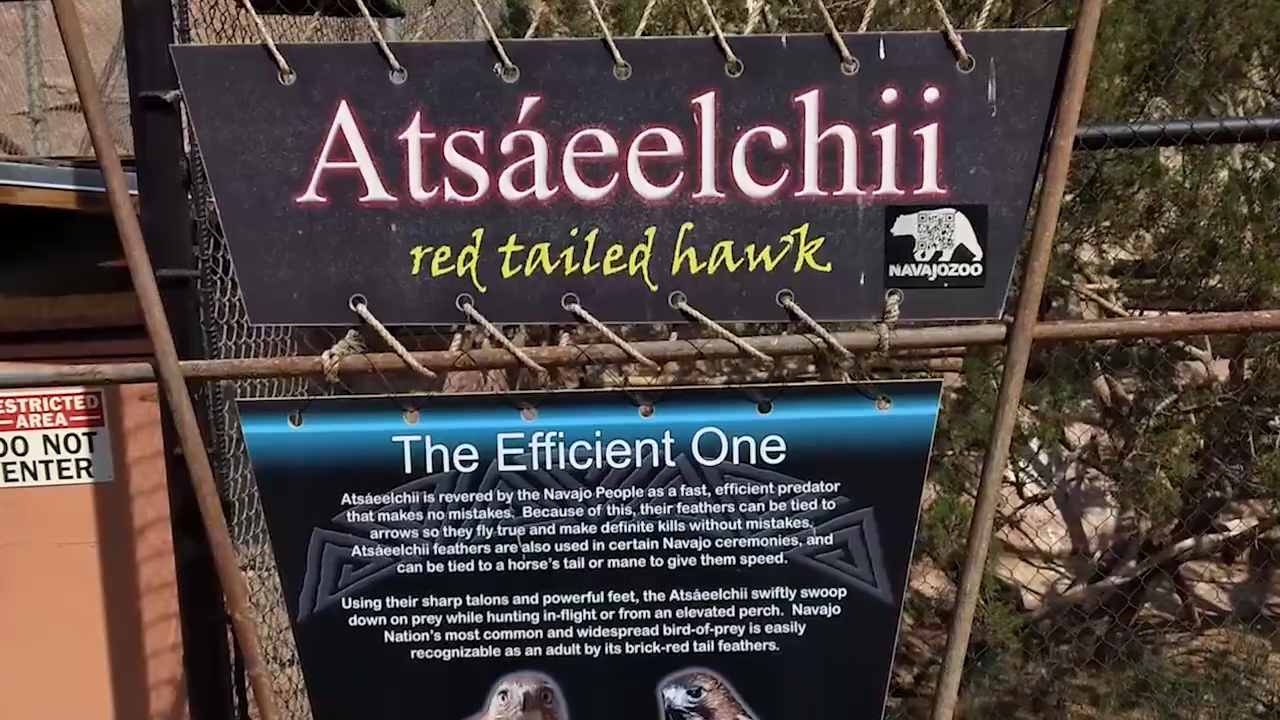 Atsáeelchii
red tailed hawk
NAVAJOZOO
ESTRICTED
AREA
DO NOT
ENTER
The Efficient One
Atsáeelchii is revered by the Navajo People as a fast, efficient predator
that makes no mistakes. Because of this, their feathers can be tied to
arrows so they fly true and make definite kills without mistakes.
Atsáeelchii feathers are also used in certain Navajo ceremonies, and
can be tied to a horse's tail or mane to give them speed.
Using their sharp talons and powerful feet, the Atsáeelchii swiftly swoop
down on prey while hunting in-flight or from an elevated perch. Navajo
Nation's most common and widespread bird-of-prey is easily
recognizable as an adult by its brick-red tail feathers.